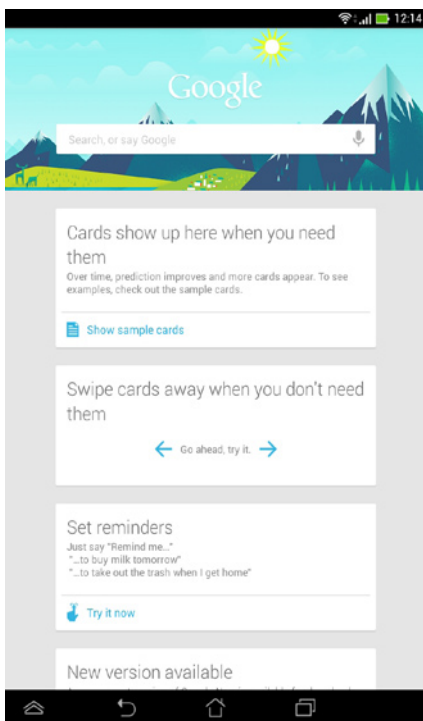 12:14
Google
Search, or say Google
Cards show up here when you need
them
Over time, prediction improves and more cards appear. To see
examples, check out the sample cards.
Show sample cards
Swipe cards away when you don't need
them
Go ahead, try it.
Set reminders
Just say "Remind me..."
"...to buy milk tomorrow"
"...to take out the trash when I get home"
Try it now
New version available